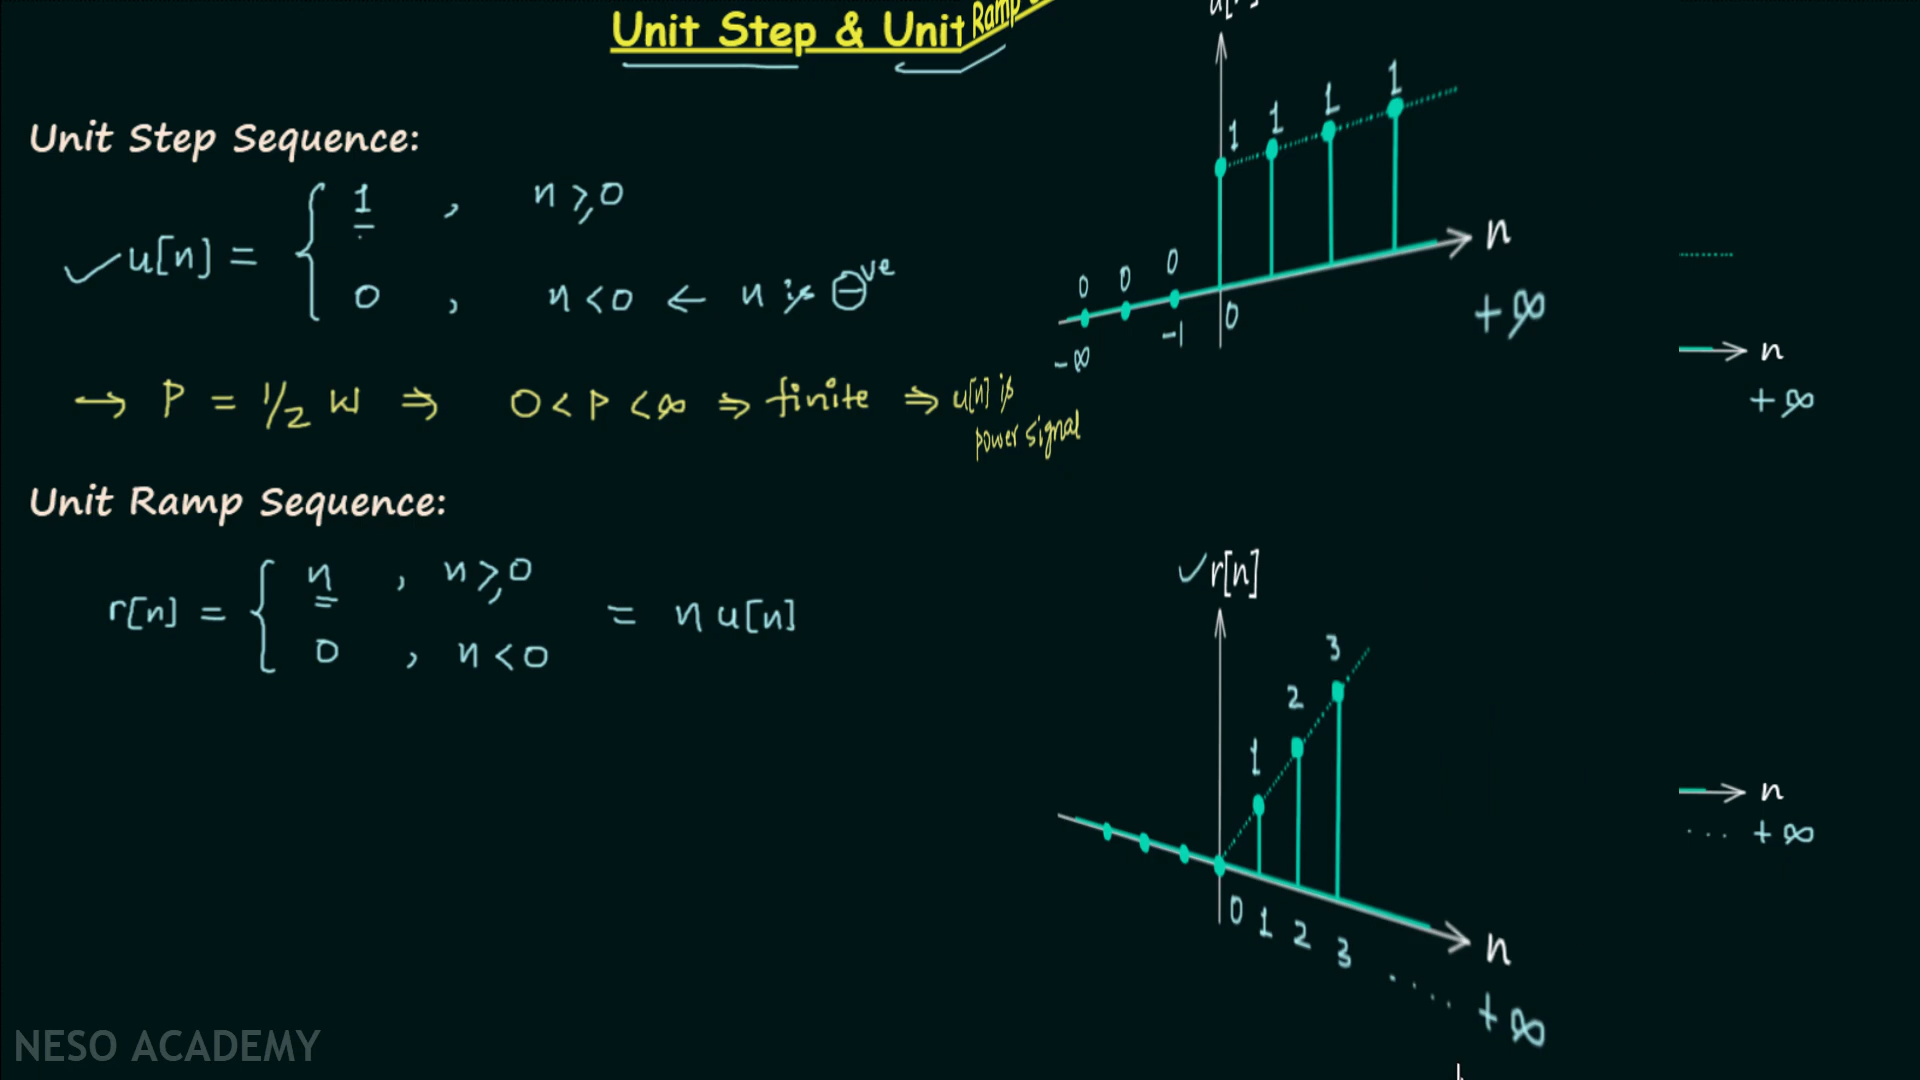 Unit Step & Unit Ramp
Unit Step Sequence:
u[n] = { 1 , n ≥ 0
0 , n < 0 ← n is ⊖ve
→ P = 1/2 W ⇒ 0 < P < ∞ ⇒ finite ⇒ u[n] is
power signal
Unit Ramp Sequence:
r[n] = { n , n ≥ 0
0 , n < 0
= n u[n]
1 1 1 1
0 0 0
n
-∞ -1 0 +∞
n
+∞
r[n]
3
2
1
0 1 2 3 .... +∞
n
n
... +∞
NESO ACADEMY